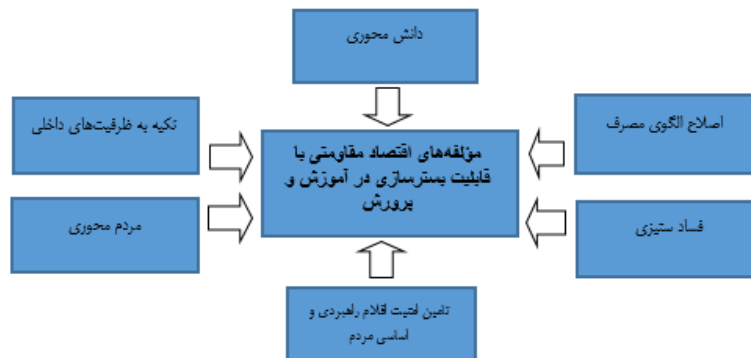 دانش محوری
اصلاح الگوی مصرف
تکیه به ظرفیت‌های داخلی
مؤلفه‌های اقتصاد مقاومتی با
قابلیت بسترسازی در آموزش و
پرورش
فساد ستیزی
مردم محوری
تامین امنیت اقلام راهبردی و
اساسی مردم